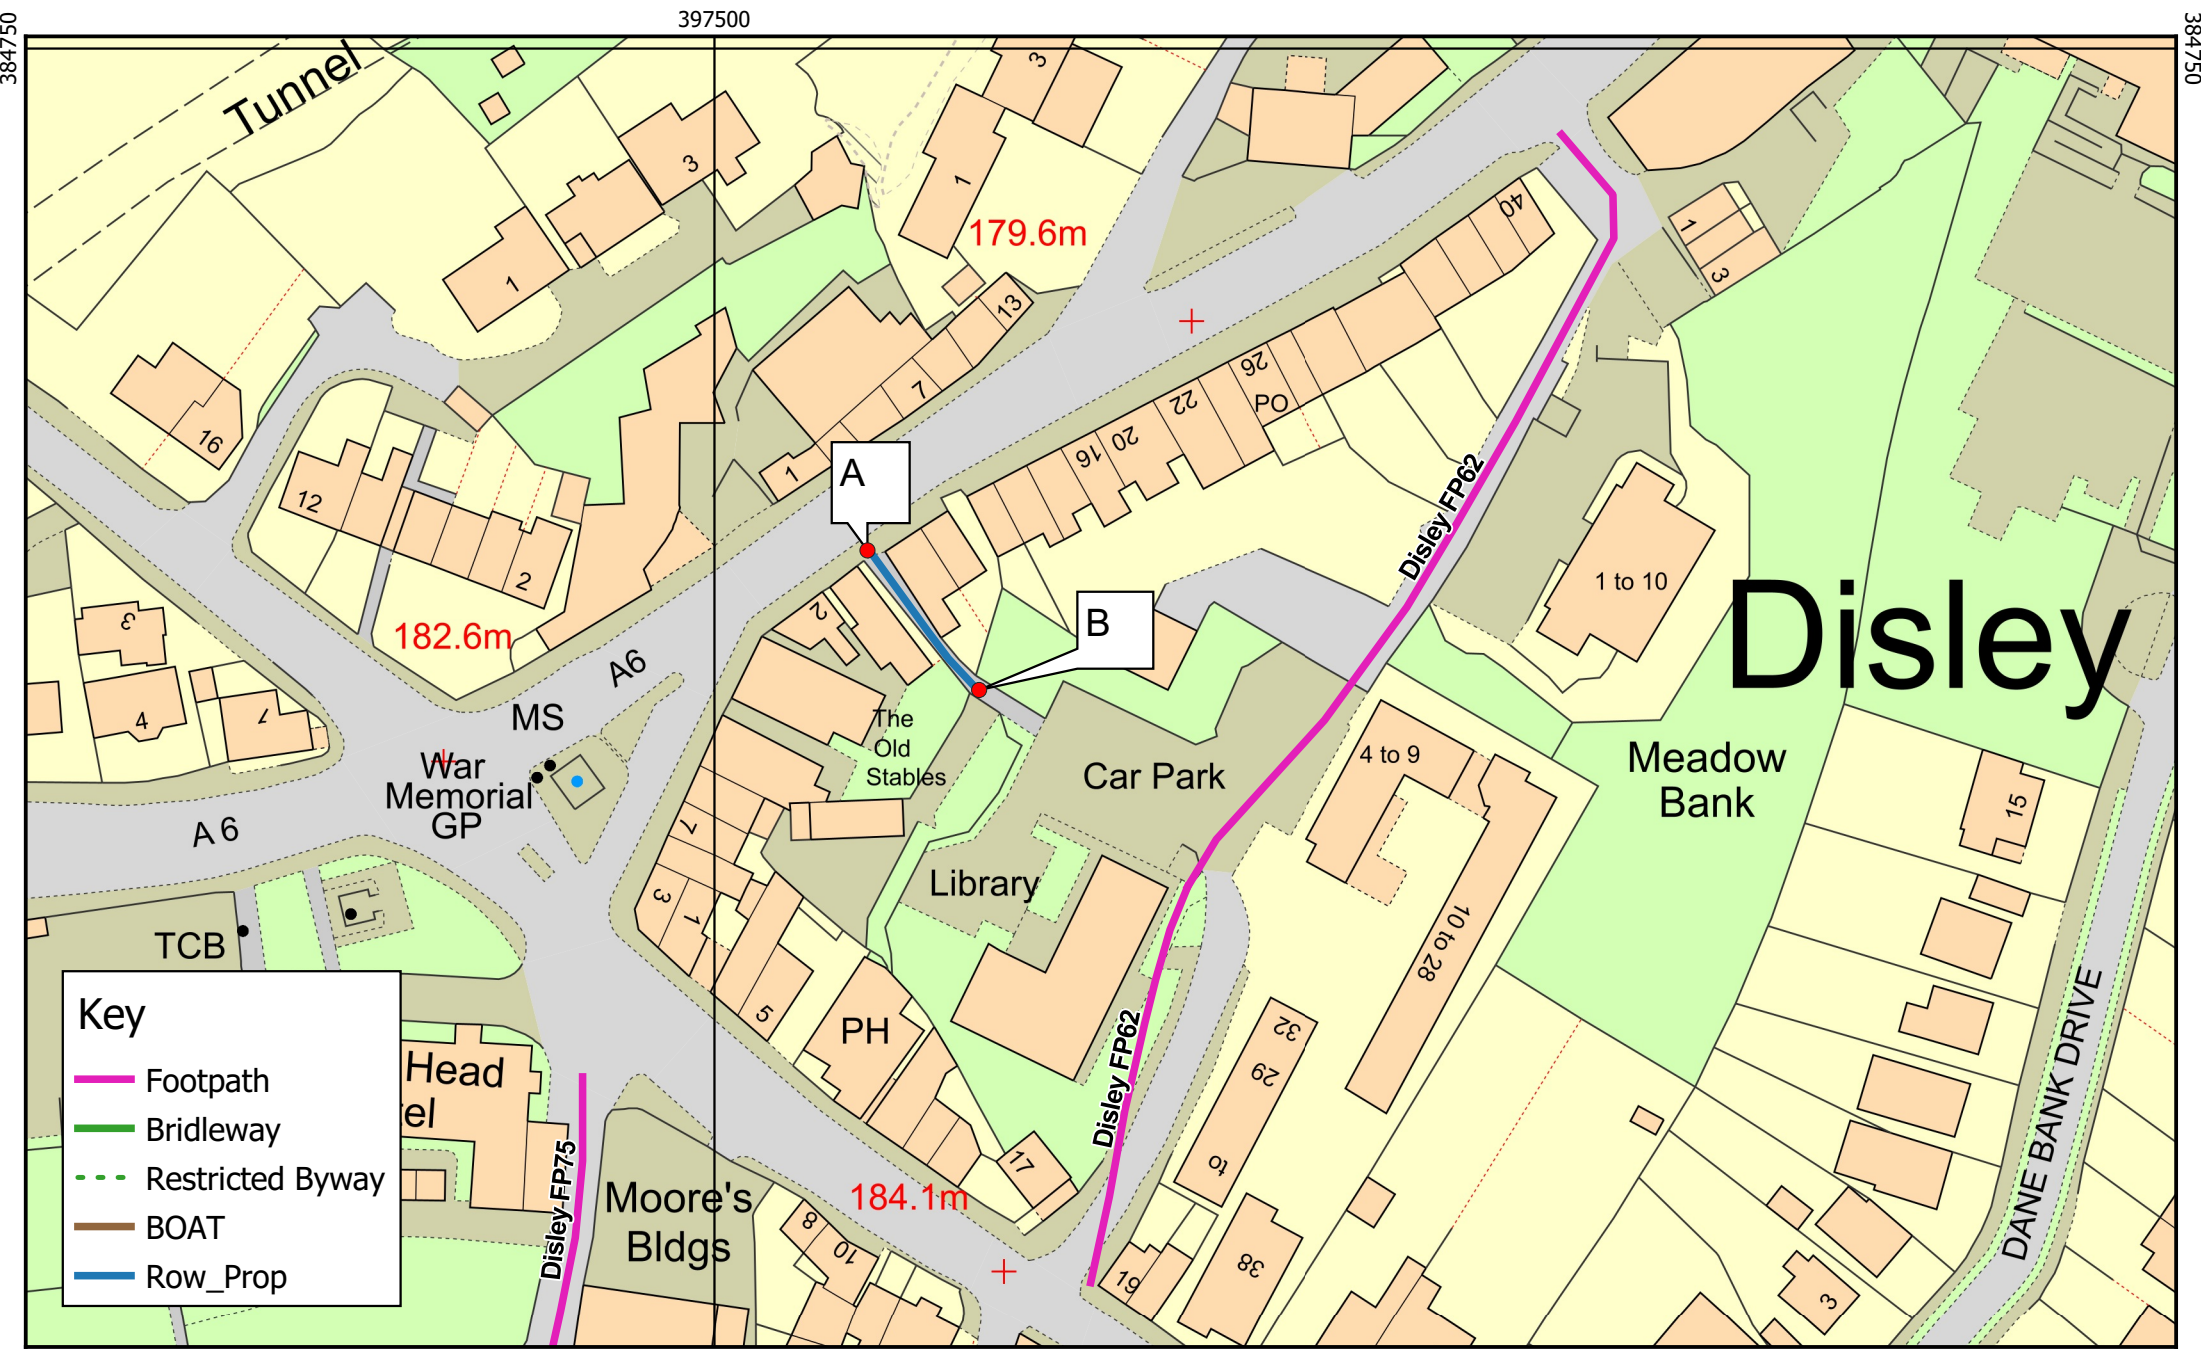 397500
384750
384750
Tunnel
3
3
1
179.6m
40
1
3
1
13
16
7
26
PO
22
20
16
1
A
12
2
Disley FP62
1 to 10
Disley
3
182.6m
A6
2
B
4
1
MS
The
Old
Stables
War
Memorial
GP
Car Park
4 to 9
Meadow
Bank
15
A 6
7
3
1
Library
TCB
10 to 28
5
PH
32
29
to
Disley FP62
17
DANE BANK DRIVE
Key
Footpath
Bridleway
Restricted Byway
BOAT
Row_Prop
Head
tel
Disley FP75
Moore's
Bldgs
184.1m
8
10
19
38
3